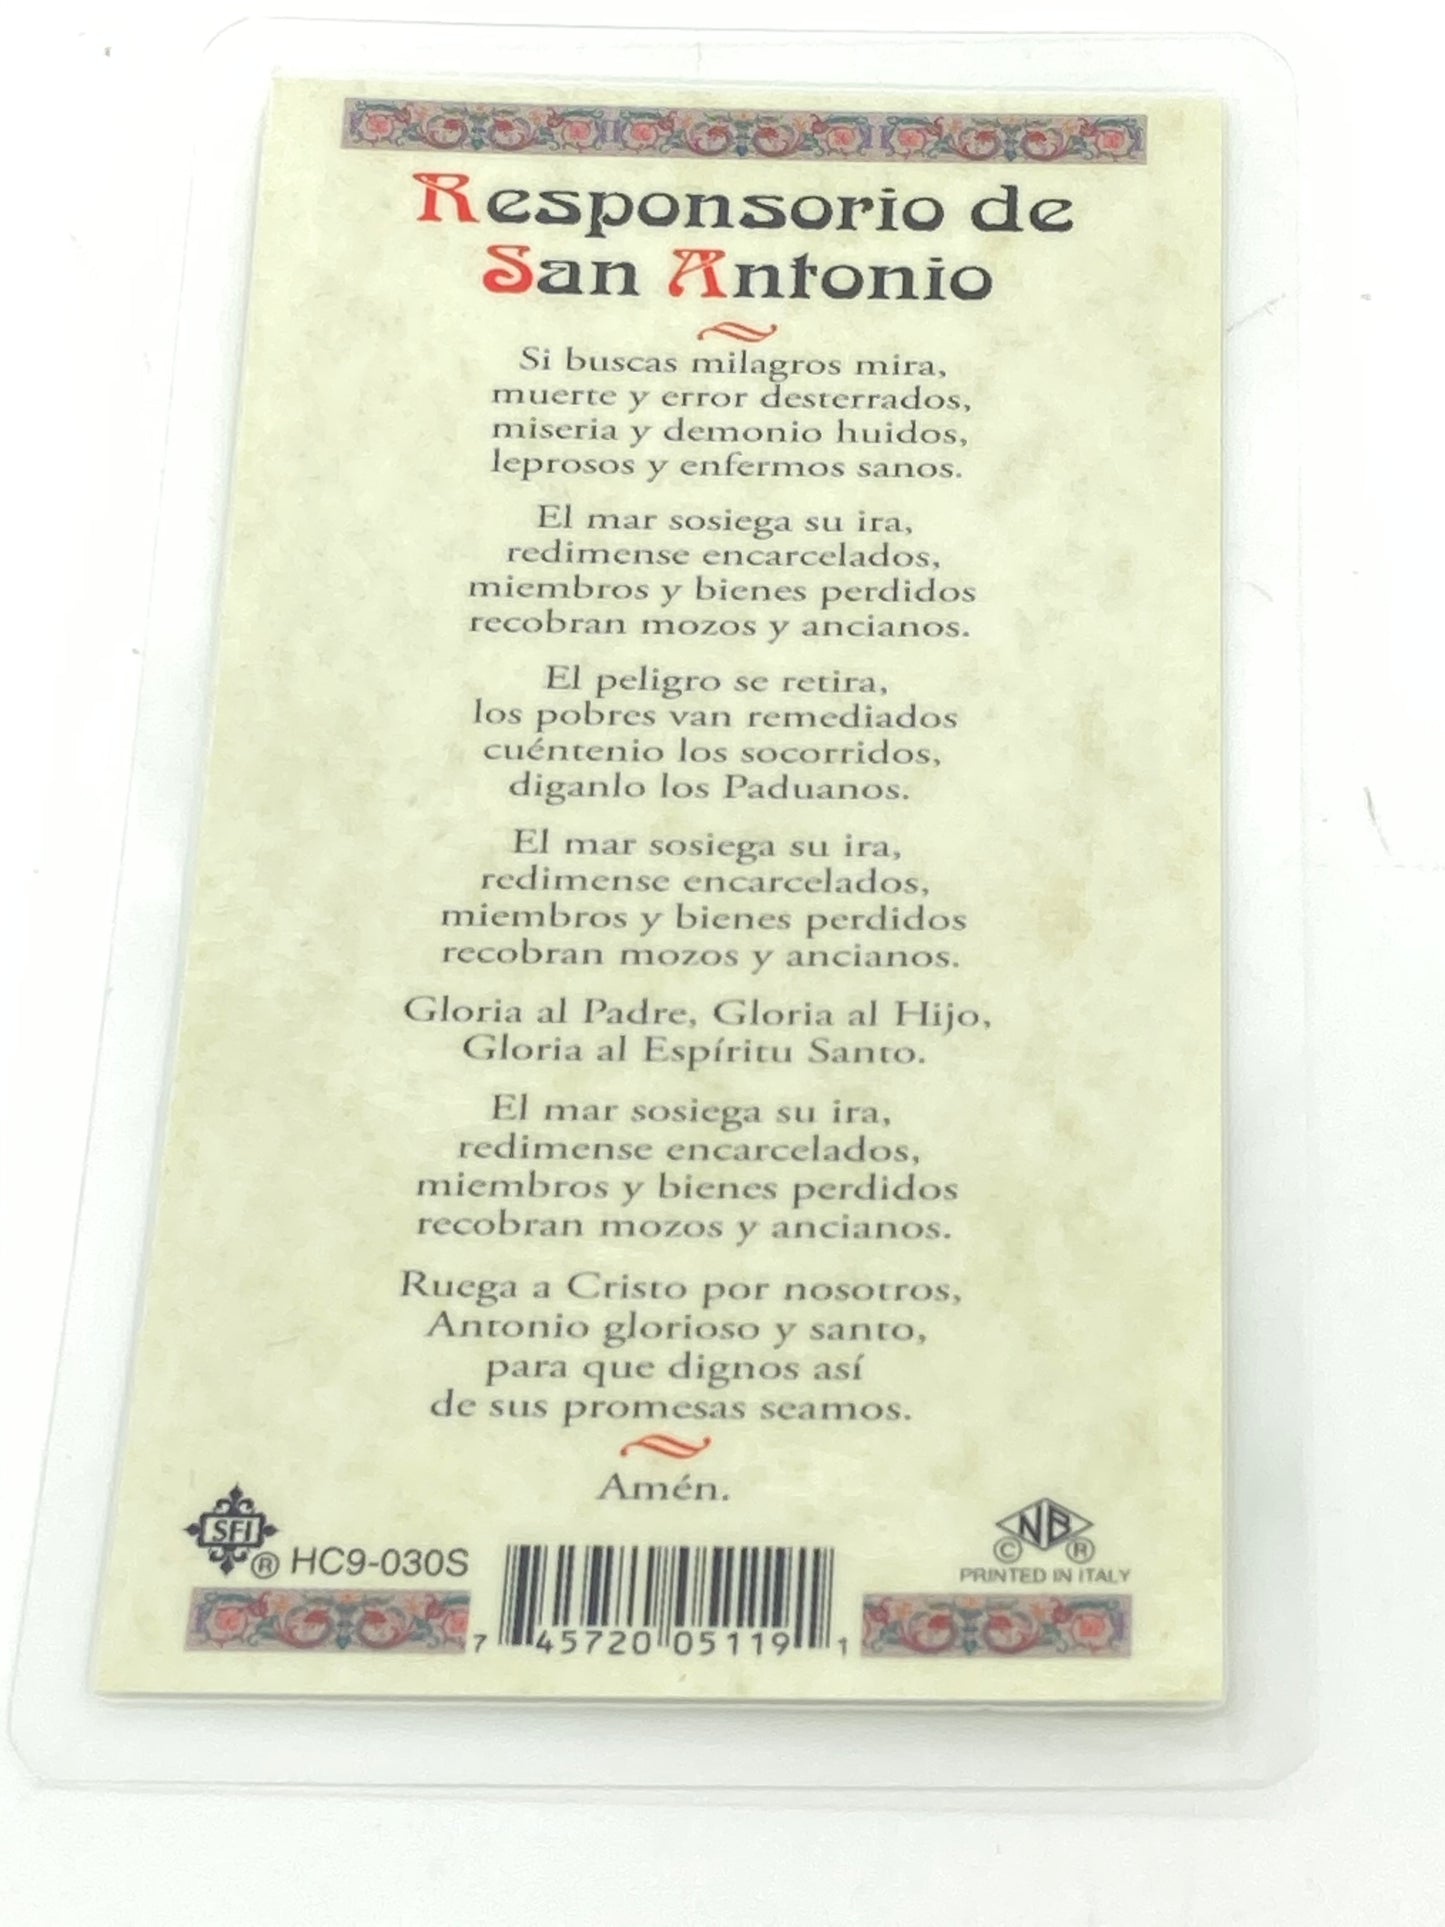 Responsorio de
San Antonio
Si buscas milagros mira,
muerte y error desterrados,
miseria y demonio huidos,
leprosos y enfermos sanos.
El mar sosiega su ira,
redimense encarcelados,
miembros y bienes perdidos
recobran mozos y ancianos.
El peligro se retira,
los pobres van remediados
cuéntenio los socorridos,
diganlo los Paduanos.
El mar sosiega su ira,
redimense encarcelados,
miembros y bienes perdidos
recobran mozos y ancianos.
Gloria al Padre, Gloria al Hijo,
Gloria al Espíritu Santo.
El mar sosiega su ira,
redimense encarcelados,
miembros y bienes perdidos
recobran mozos y ancianos.
Ruega a Cristo por nosotros,
Antonio glorioso y santo,
para que dignos así
de sus promesas seamos.
Amén.
SFI ® HC9-030S
7 45720 05119 1
NB
© ®
PRINTED IN ITALY